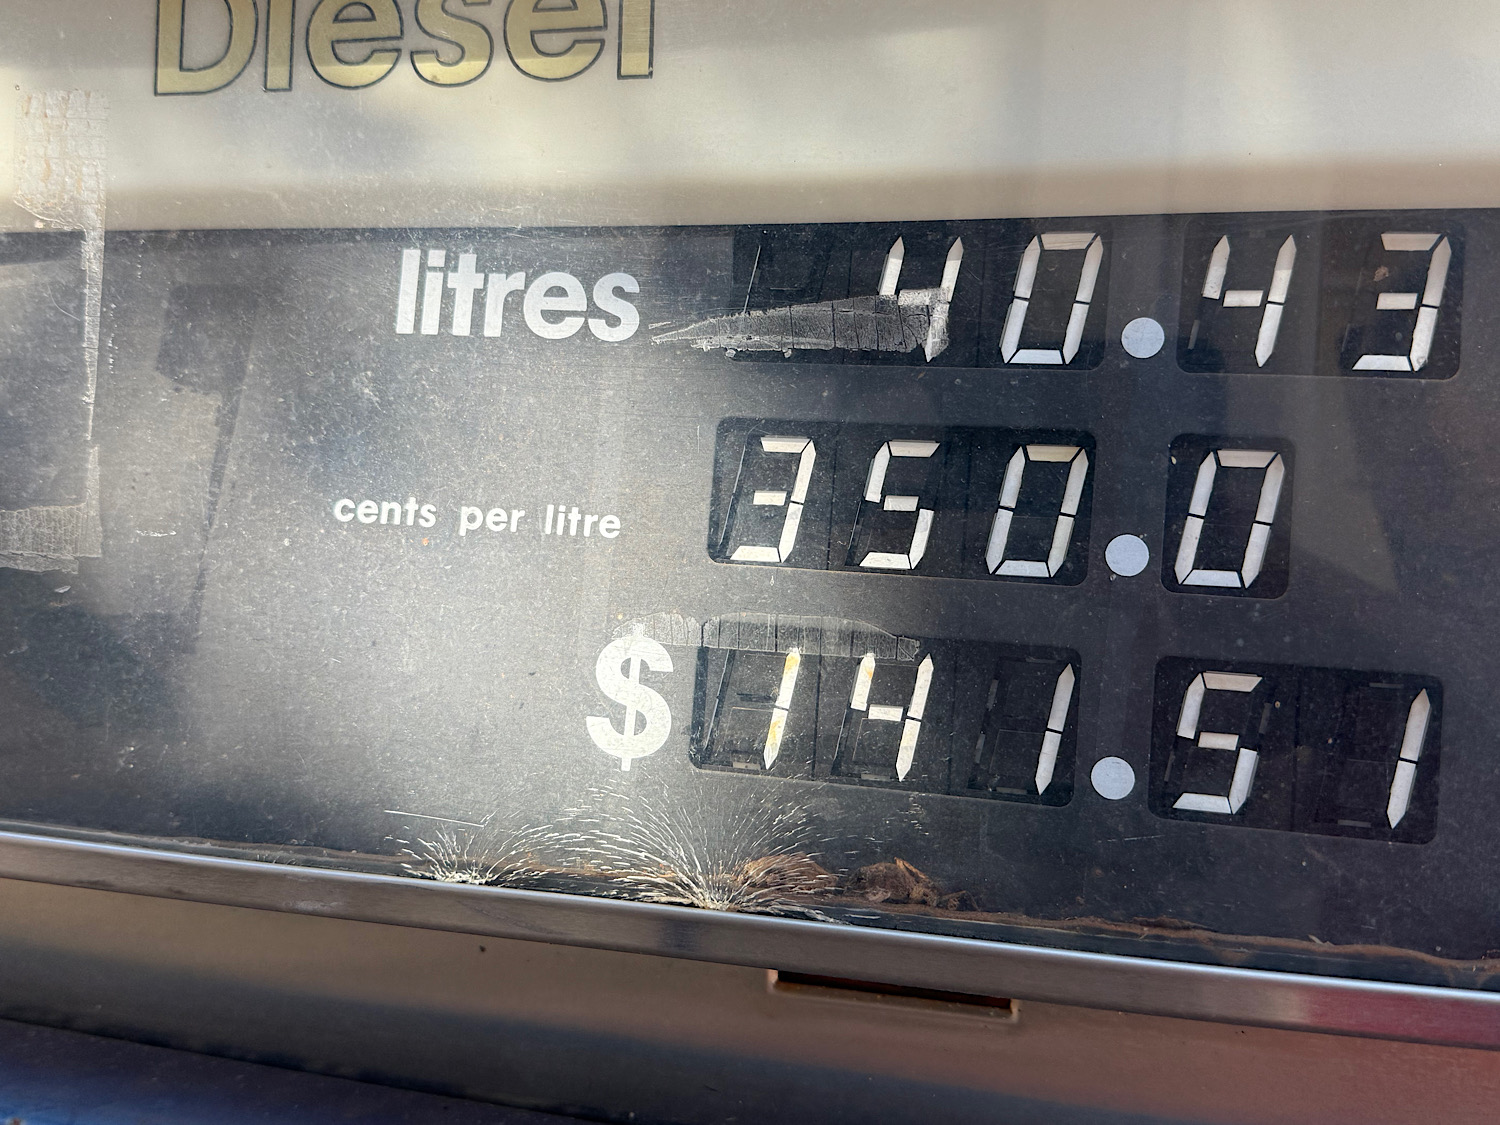 Diesel
litres 40.43
cents per litre 350.0
$ 141.51